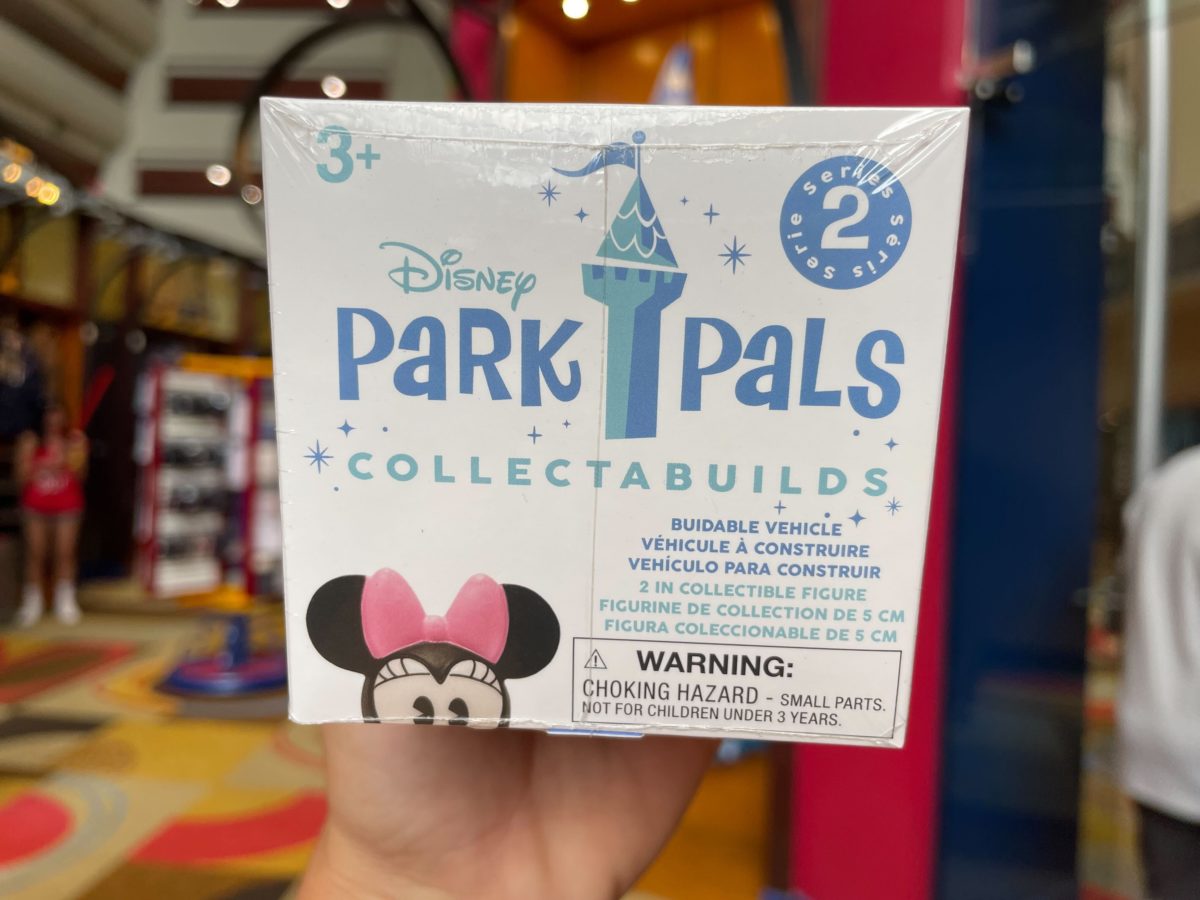 3+
Series 2 Séris Serie
Disney
PARK PALS
COLLECTABUILDS
BUIDABLE VEHICLE
VÉHICULE À CONSTRUIRE
VEHÍCULO PARA CONSTRUIR
2 IN COLLECTIBLE FIGURE
FIGURINE DE COLLECTION DE 5 CM
FIGURA COLECCIONABLE DE 5 CM
WARNING:
CHOKING HAZARD - SMALL PARTS.
NOT FOR CHILDREN UNDER 3 YEARS.